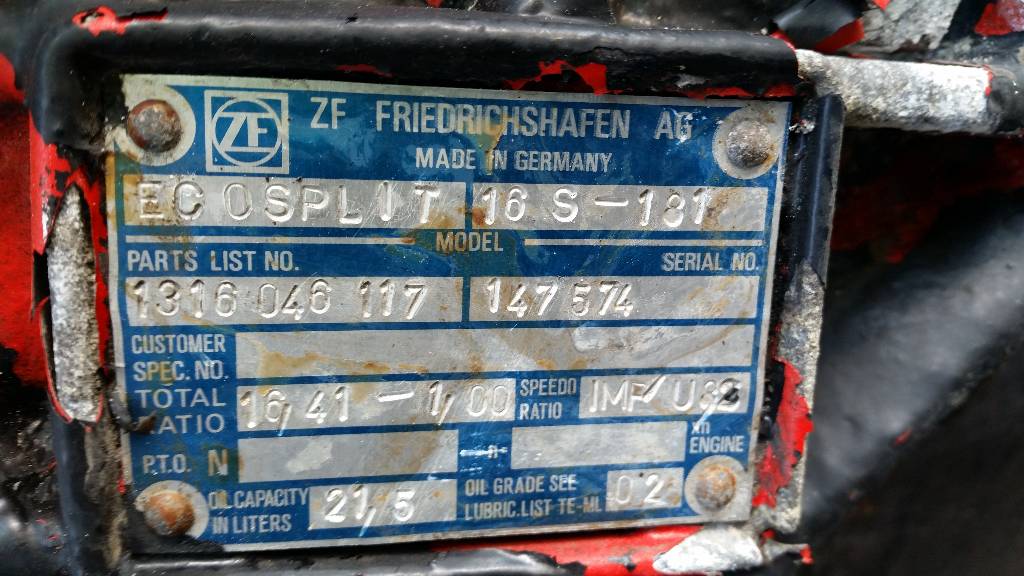 ZF ZF FRIEDRICHSHAFEN AG
MADE IN GERMANY
ECOSPLIT 16 S-181
MODEL
PARTS LIST NO. SERIAL NO.
1316 046 117 147574
CUSTOMER
SPEC. NO.
TOTAL RATIO 16,41 - 1,00 SPEEDO RATIO IMP/U
P.T.O. N n xn ENGINE
OIL CAPACITY IN LITERS 21,5 OIL GRADE SEE LUBRIC.LIST TE-ML 02